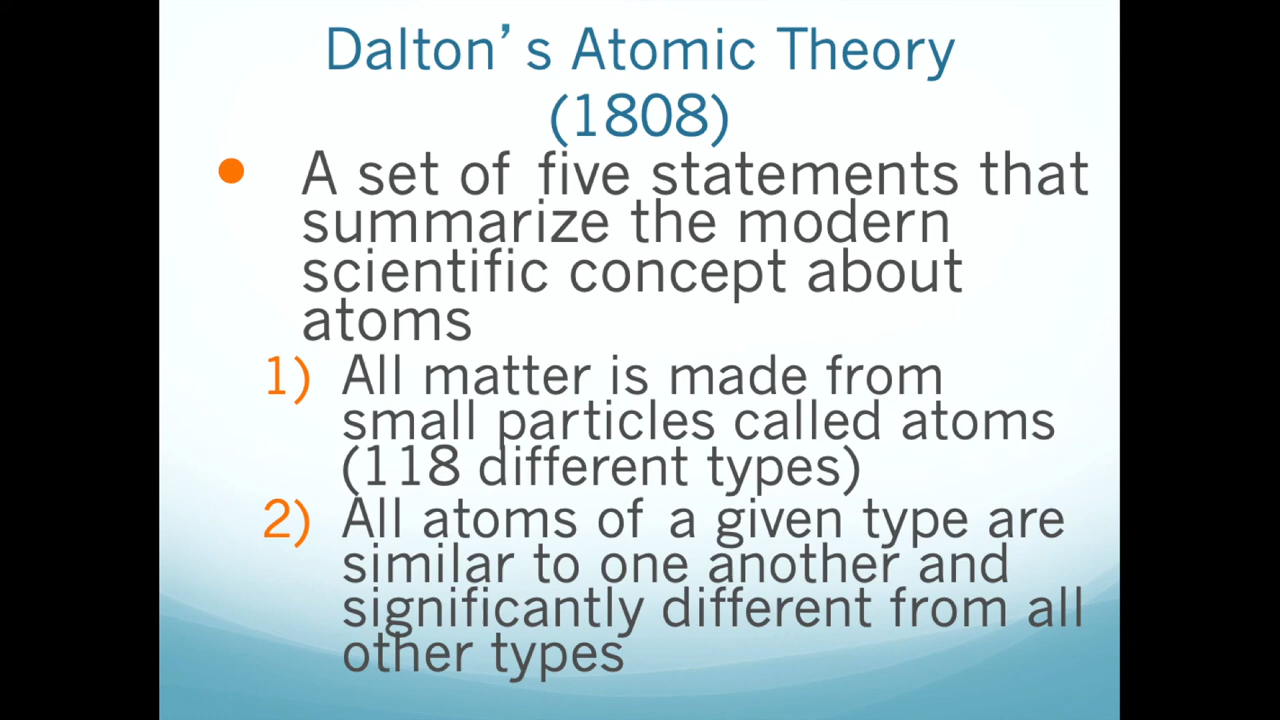 Dalton’s Atomic Theory
(1808)
• A set of five statements that
summarize the modern
scientific concept about
atoms
1) All matter is made from
small particles called atoms
(118 different types)
2) All atoms of a given type are
similar to one another and
significantly different from all
other types